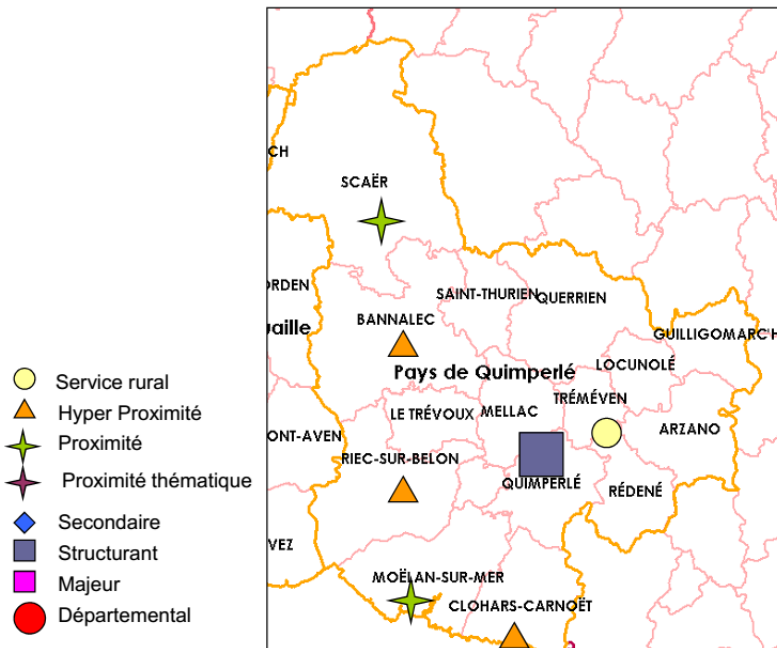 CH
SCAËR
ORDEN
SAINT-THURIEN
QUERRIEN
uaille
BANNALEC
GUILLIGOMARC'H
LOCUNOLÉ
Pays de Quimperlé
TRÉMÉVEN
LE TRÉVOUX
MELLAC
ARZANO
ONT-AVEN
RIEC-SUR-BELON
QUIMPERLÉ
RÉDENÉ
VEZ
MOËLAN-SUR-MER
CLOHARS-CARNOËT
Service rural
Hyper Proximité
Proximité
Proximité thématique
Secondaire
Structurant
Majeur
Départemental